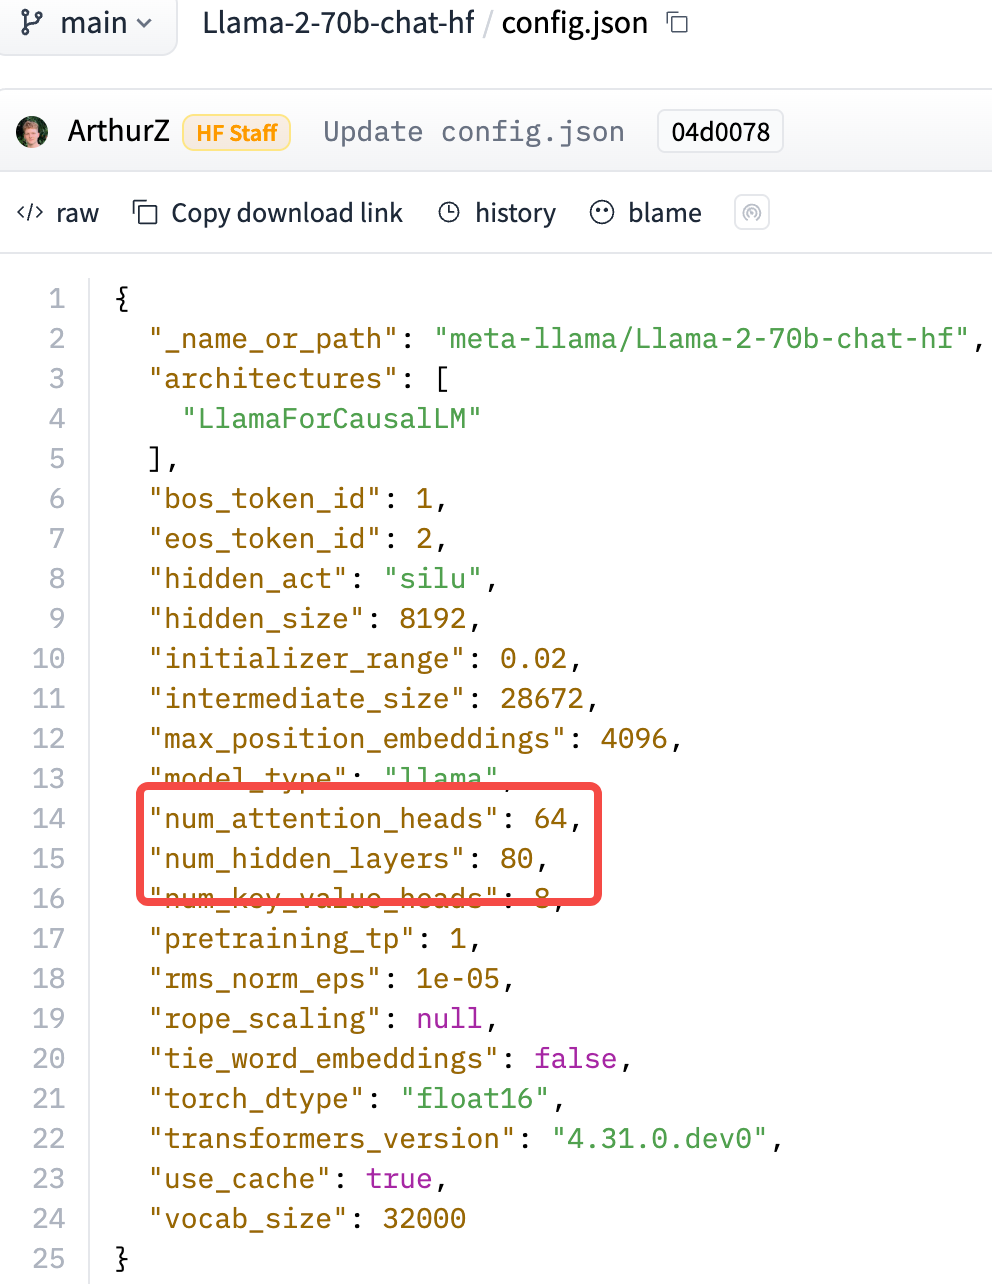 main
Llama-2-70b-chat-hf / config.json
ArthurZ HF Staff Update config.json 04d0078
</> raw Copy download link history blame
1 {
2 "_name_or_path": "meta-llama/Llama-2-70b-chat-hf",
3 "architectures": [
4 "LlamaForCausalLM"
5 ],
6 "bos_token_id": 1,
7 "eos_token_id": 2,
8 "hidden_act": "silu",
9 "hidden_size": 8192,
10 "initializer_range": 0.02,
11 "intermediate_size": 28672,
12 "max_position_embeddings": 4096,
13 "model_type": "llama",
14 "num_attention_heads": 64,
15 "num_hidden_layers": 80,
16 "num_key_value_heads": 8,
17 "pretraining_tp": 1,
18 "rms_norm_eps": 1e-05,
19 "rope_scaling": null,
20 "tie_word_embeddings": false,
21 "torch_dtype": "float16",
22 "transformers_version": "4.31.0.dev0",
23 "use_cache": true,
24 "vocab_size": 32000
25 }